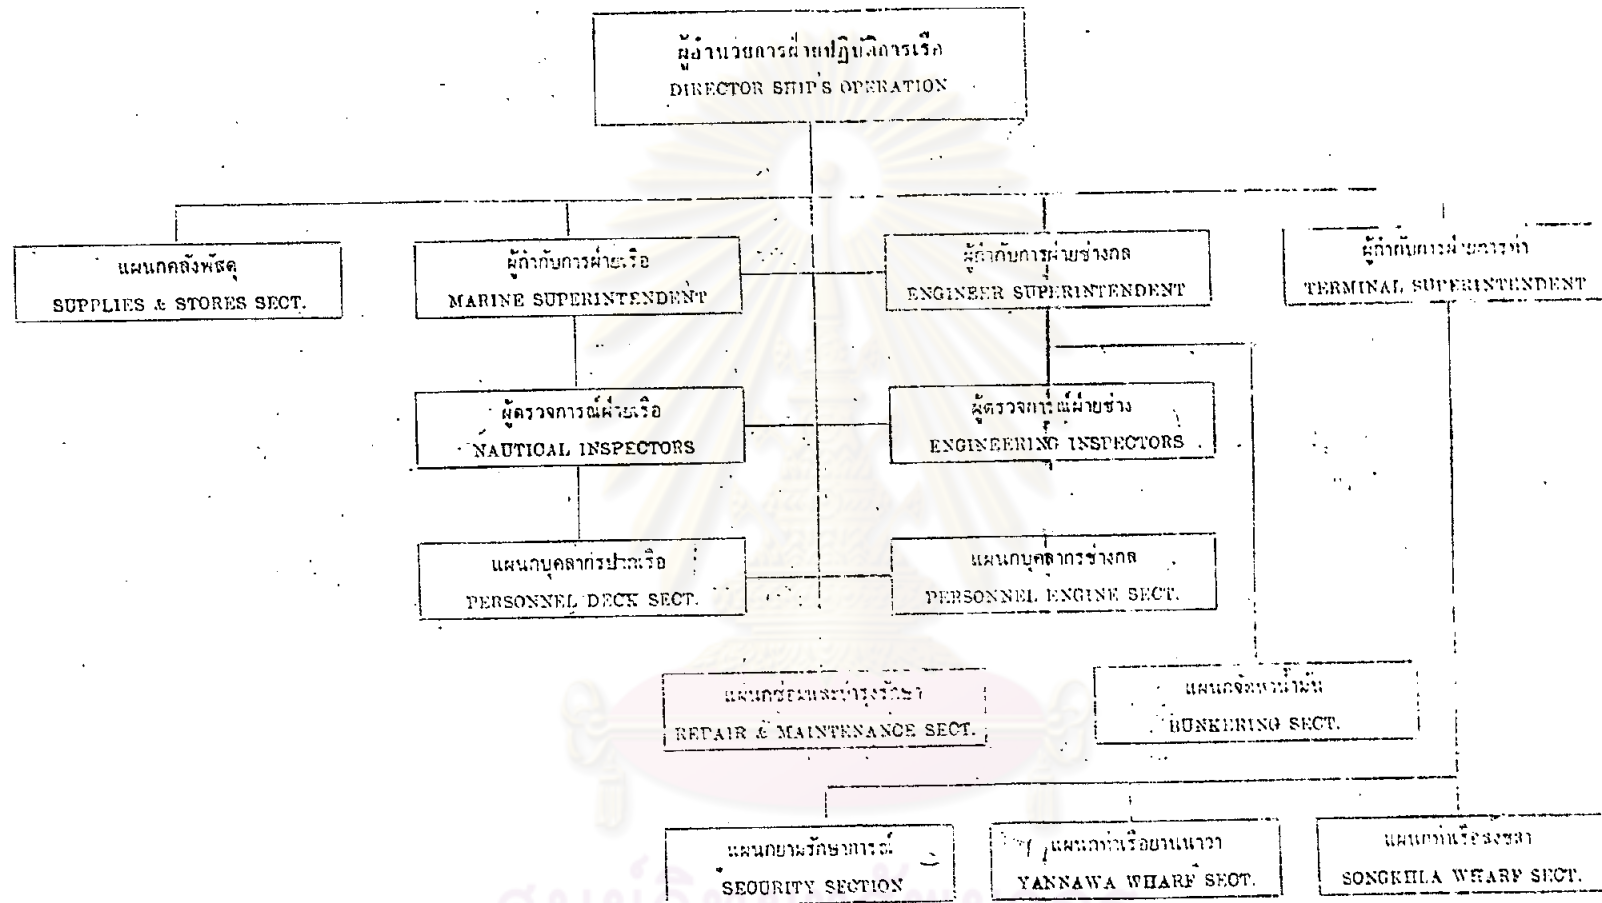 ผู้อำนวยการฝ่ายปฏิบัติการเรือ
DIRECTOR SHIP'S OPERATION
แผนกคลังพัสดุ
SUPPLIES & STORES SECT.
ผู้กำกับการฝ่ายเรือ
MARINE SUPERINTENDENT
ผู้กำกับการฝ่ายช่างกล
ENGINEER SUPERINTENDENT
ผู้กำกับการฝ่ายการท่า
TERMINAL SUPERINTENDENT
ผู้ตรวจการณ์ฝ่ายเรือ
NAUTICAL INSPECTORS
ผู้ตรวจการณ์ฝ่ายช่าง
ENGINEERING INSPECTORS
แผนกบุคลากรปากเรือ
PERSONNEL DECK SECT.
แผนกบุคลากรช่างกล
PERSONNEL ENGINE SECT.
แผนกซ่อมและบำรุงรักษา
REPAIR & MAINTENANCE SECT.
แผนกจัดหาน้ำมัน
BUNKERING SECT.
แผนกยามรักษาการณ์
SECURITY SECTION
แผนกท่าเรือยานนาวา
YANNAWA WHARF SECT.
แผนกท่าเรือสงขลา
SONGKHLA WHARF SECT.